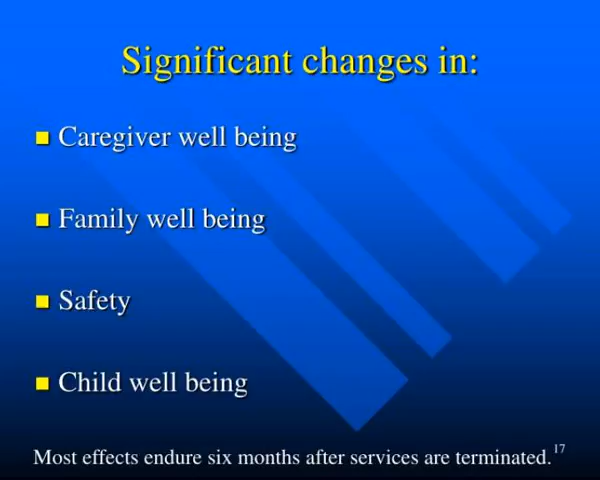 Significant changes in:
Caregiver well being
Family well being
Safety
Child well being
Most effects endure six months after services are terminated.
17